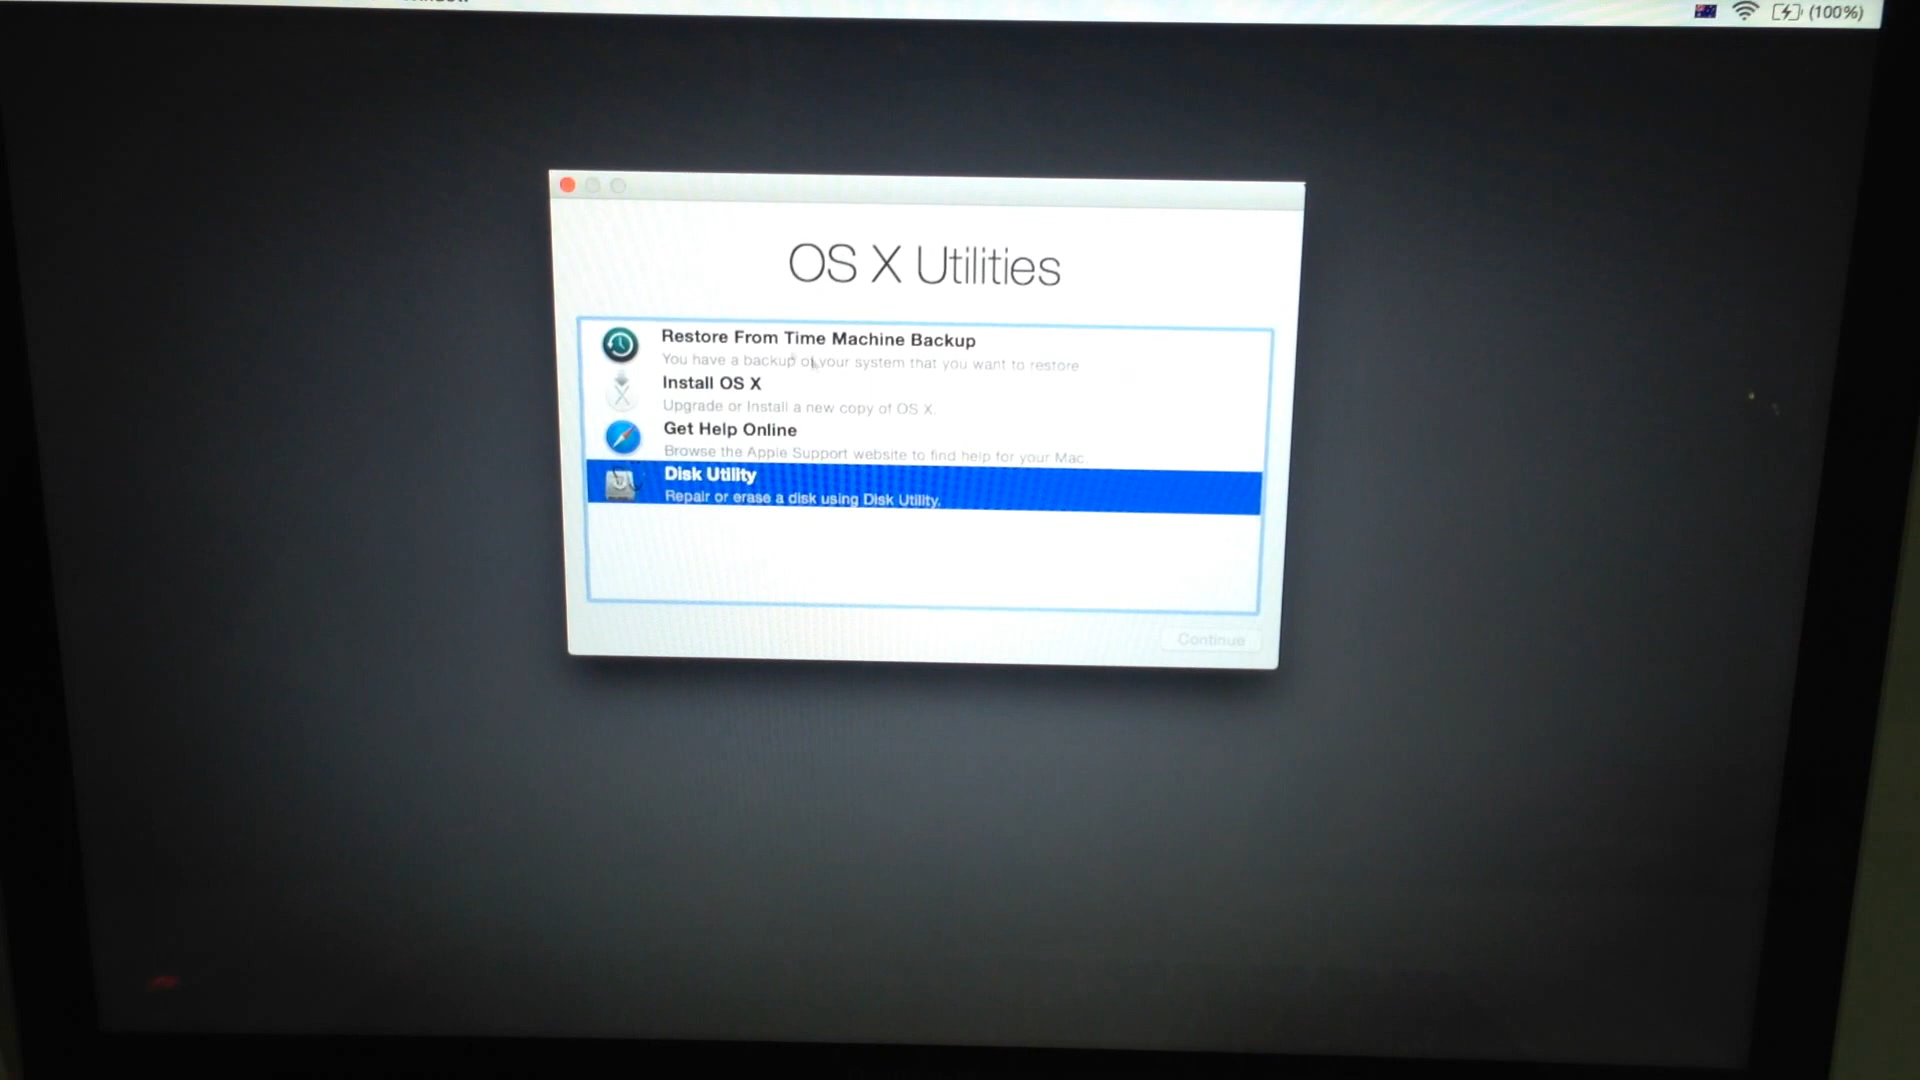 (100%)
OS X Utilities
Restore From Time Machine Backup
You have a backup of your system that you want to restore
Install OS X
Upgrade or Install a new copy of OS X.
Get Help Online
Browse the Apple Support website to find help for your Mac.
Disk Utility
Repair or erase a disk using Disk Utility.
Continue